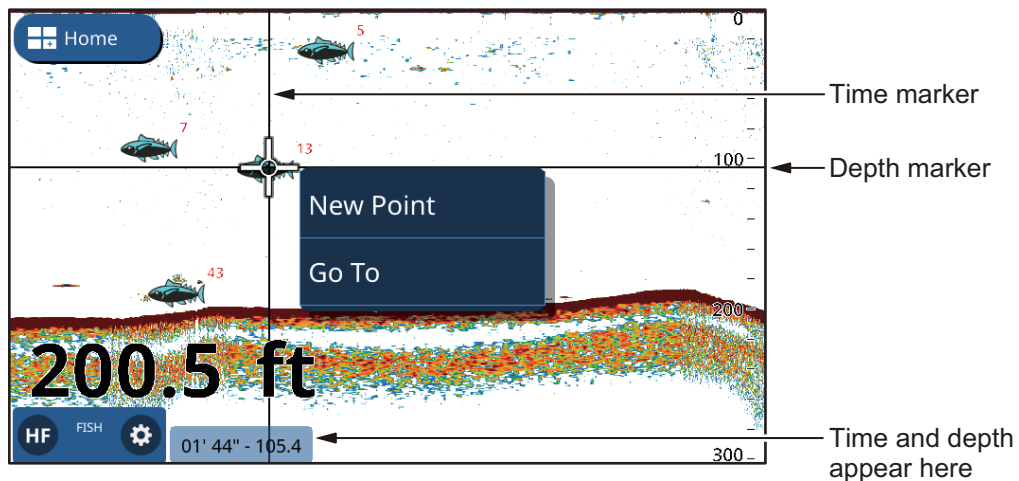 Home
0
5
Time marker
7
13
100
Depth marker
New Point
Go To
43
200
200.5 ft
HF
FISH
01' 44" - 105.4
Time and depth
appear here
300